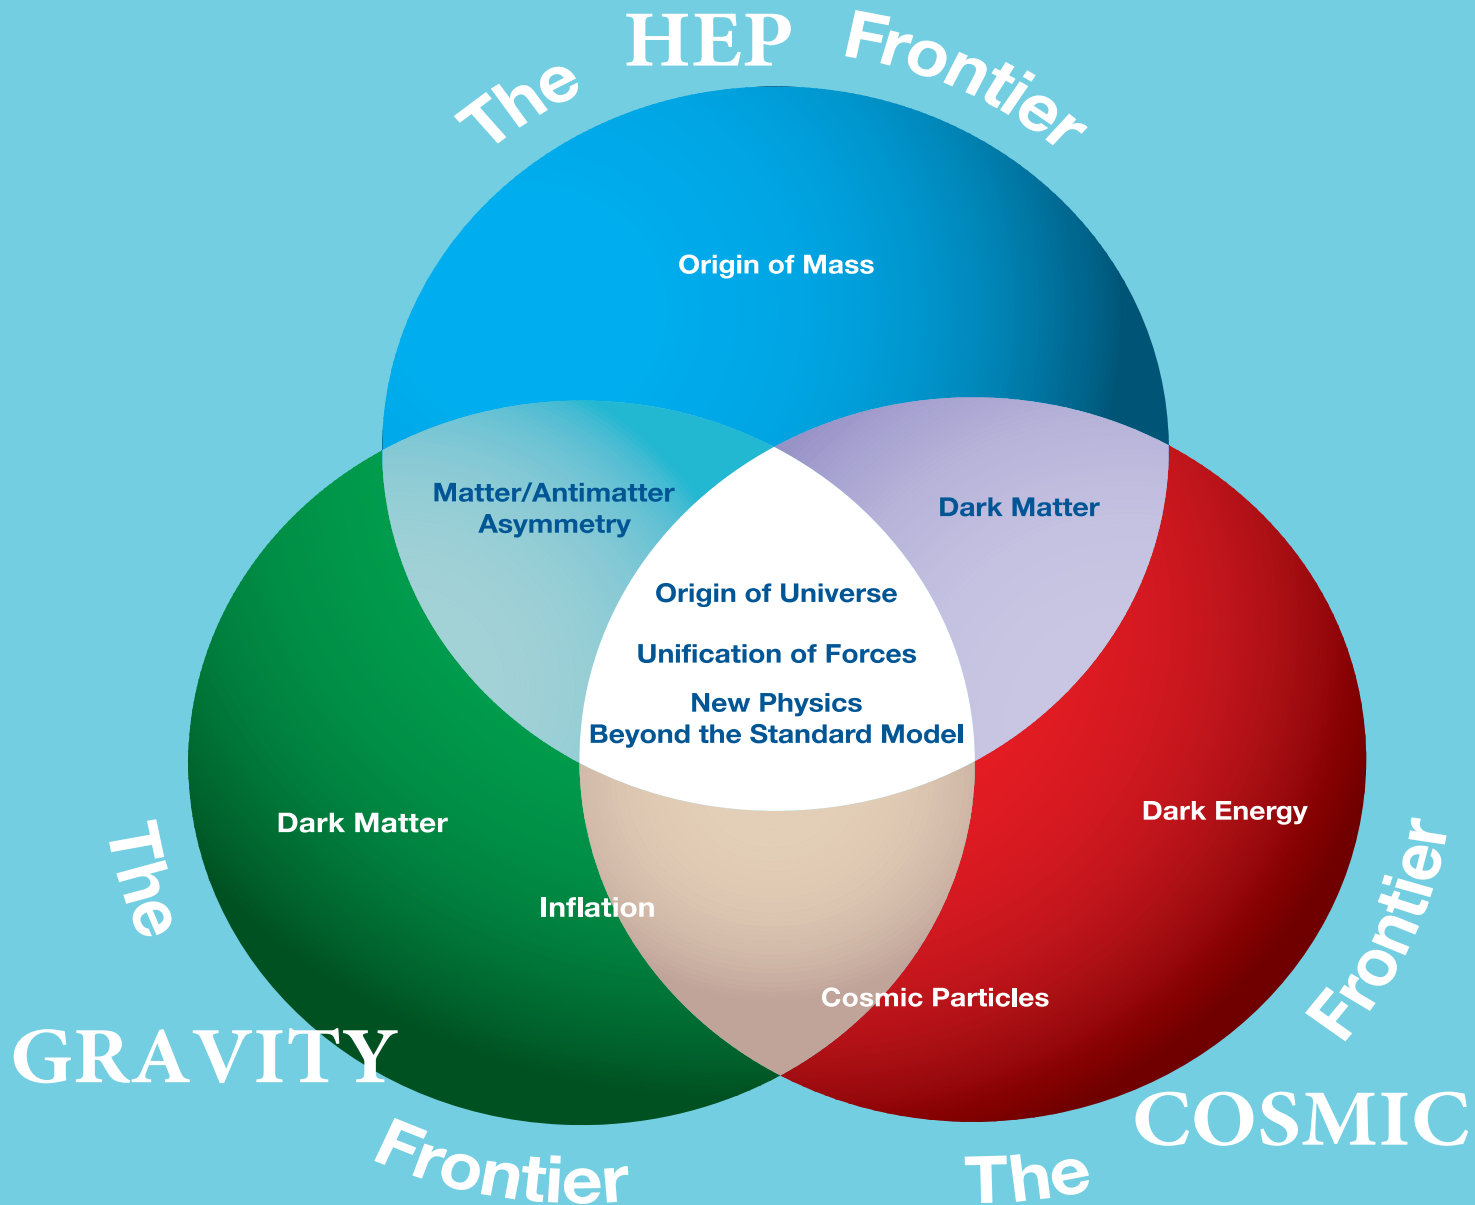 The HEP Frontier
Origin of Mass
Matter/Antimatter
Asymmetry
Dark Matter
Origin of Universe
Unification of Forces
New Physics
Beyond the Standard Model
Dark Matter
Dark Energy
Inflation
Cosmic Particles
The GRAVITY Frontier
The COSMIC Frontier